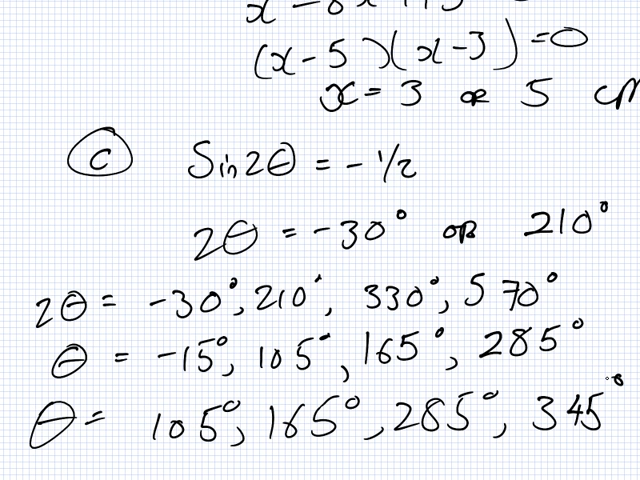 (x-5)(x-3)=0
x = 3 or 5 cm
(c) Sin2θ = -1/2
2θ = -30° or 210°
2θ = -30°, 210°, 330°, 570°
θ = -15°, 105°, 165°, 285°
θ = 105°, 165°, 285°, 345°